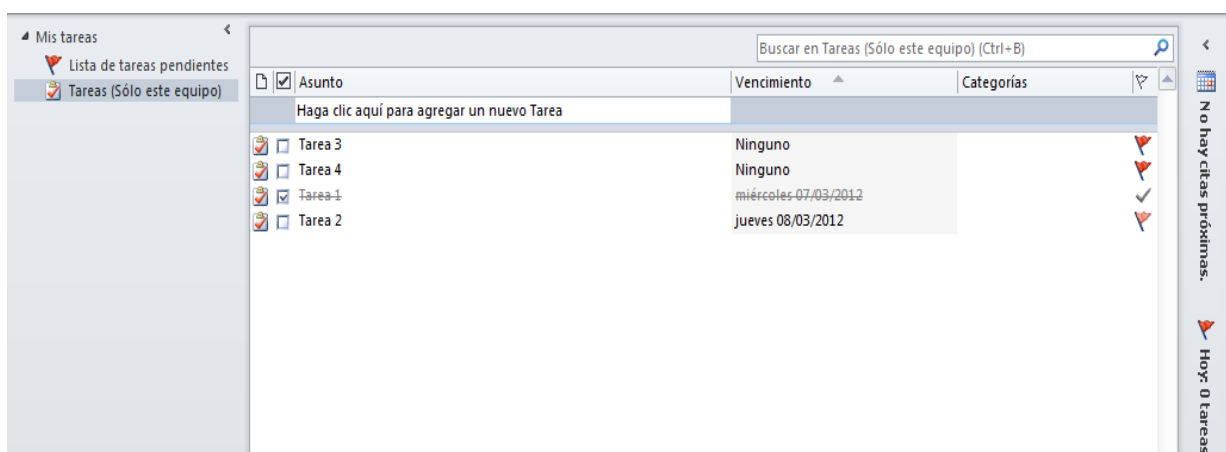 Mis tareas
Lista de tareas pendientes
Tareas (Sólo este equipo)
Buscar en Tareas (Sólo este equipo) (Ctrl+B)
Asunto Vencimiento Categorías
Haga clic aquí para agregar un nuevo Tarea
Tarea 3 Ninguno
Tarea 4 Ninguno
Tarea 1 miércoles 07/03/2012
Tarea 2 jueves 08/03/2012
No hay citas próximas.
Hoy: 0 tareas